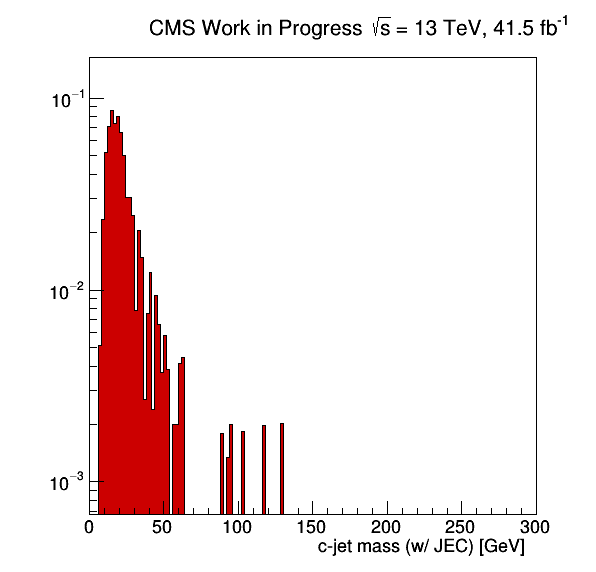 CMS Work in Progress √s = 13 TeV, 41.5 fb⁻¹
10⁻¹
10⁻²
10⁻³
0 50 100 150 200 250 300
c-jet mass (w/ JEC) [GeV]